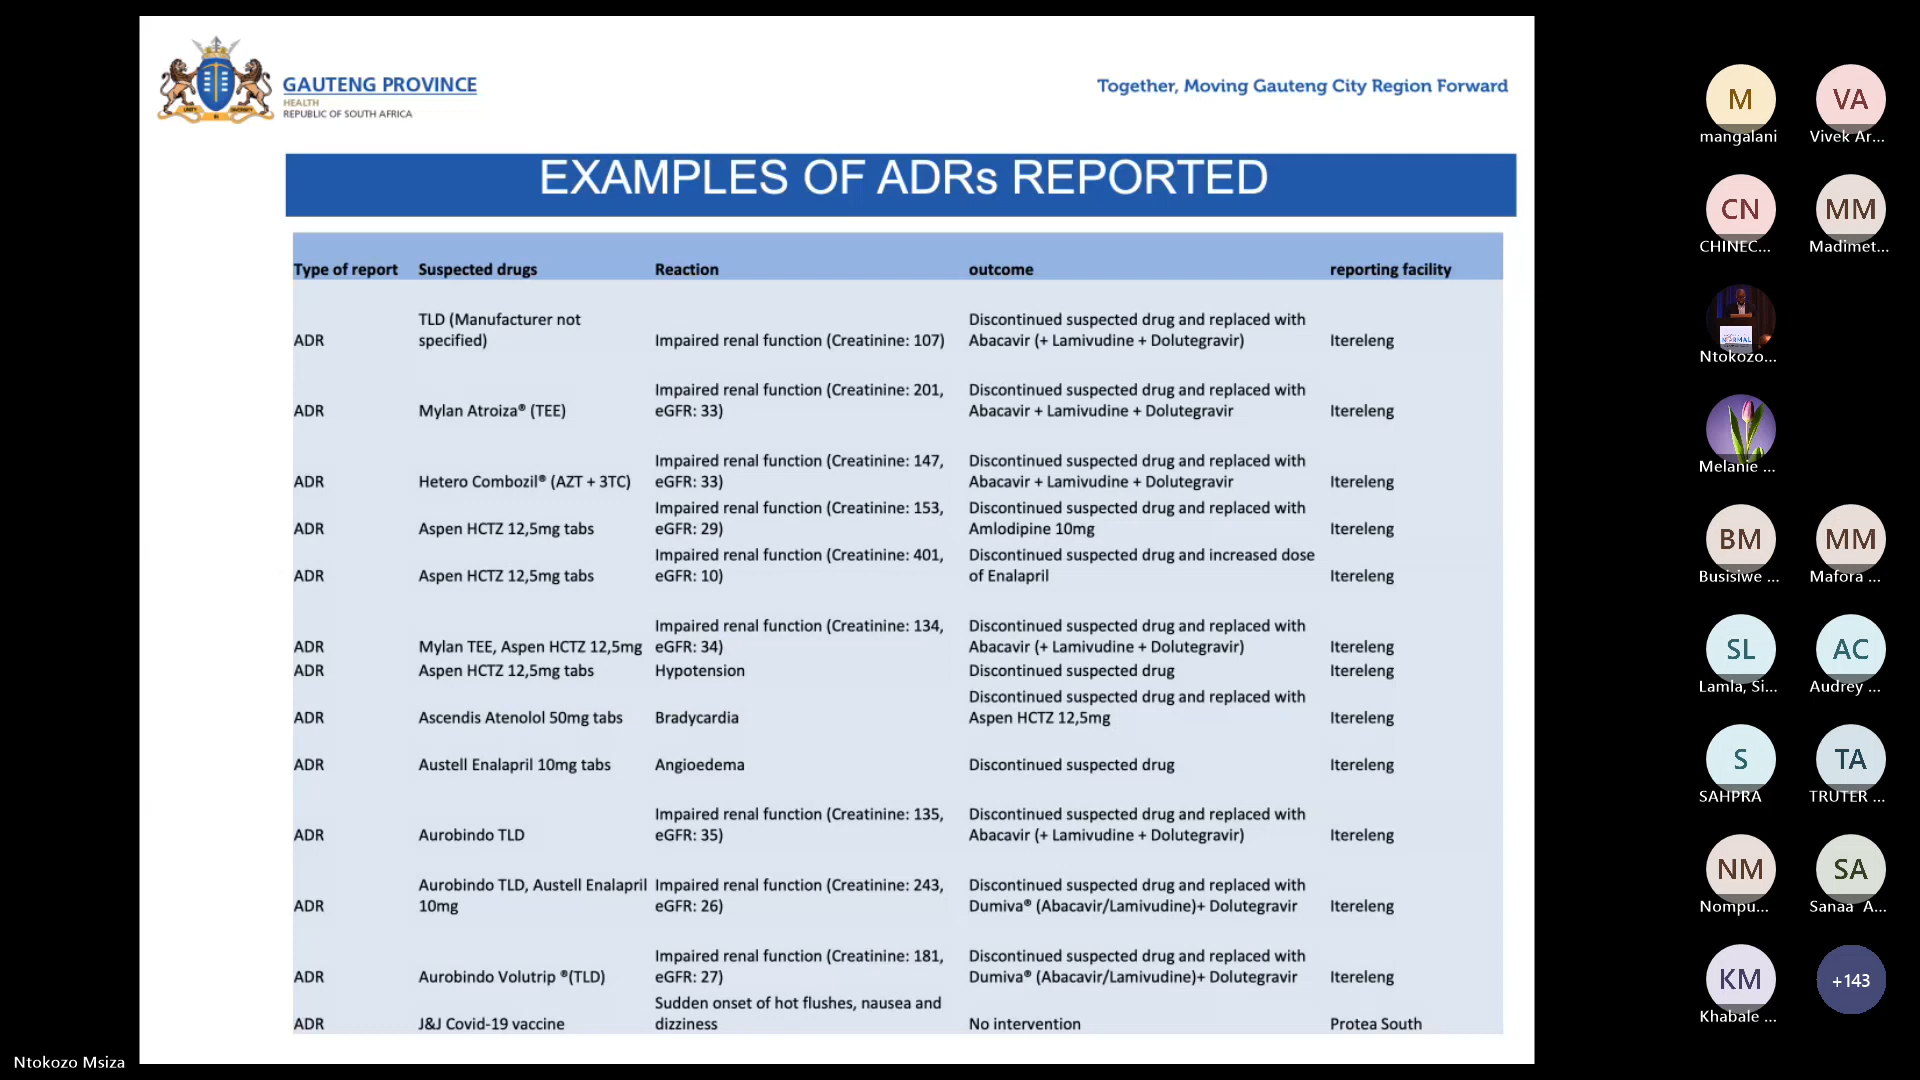 GAUTENG PROVINCE
HEALTH
REPUBLIC OF SOUTH AFRICA
Together, Moving Gauteng City Region Forward
EXAMPLES OF ADRs REPORTED
Type of report Suspected drugs Reaction outcome reporting facility
TLD (Manufacturer not Discontinued suspected drug and replaced with
ADR specified) Impaired renal function (Creatinine: 107) Abacavir (+ Lamivudine + Dolutegravir) Itereleng
Impaired renal function (Creatinine: 201, Discontinued suspected drug and replaced with
ADR Mylan Atroiza® (TEE) eGFR: 33) Abacavir + Lamivudine + Dolutegravir Itereleng
Impaired renal function (Creatinine: 147, Discontinued suspected drug and replaced with
ADR Hetero Combozil® (AZT + 3TC) eGFR: 33) Abacavir + Lamivudine + Dolutegravir Itereleng
Impaired renal function (Creatinine: 153, Discontinued suspected drug and replaced with
ADR Aspen HCTZ 12,5mg tabs eGFR: 29) Amlodipine 10mg Itereleng
Impaired renal function (Creatinine: 401, Discontinued suspected drug and increased dose
ADR Aspen HCTZ 12,5mg tabs eGFR: 10) of Enalapril Itereleng
Impaired renal function (Creatinine: 134, Discontinued suspected drug and replaced with
ADR Mylan TEE, Aspen HCTZ 12,5mg eGFR: 34) Abacavir (+ Lamivudine + Dolutegravir) Itereleng
ADR Aspen HCTZ 12,5mg tabs Hypotension Discontinued suspected drug Itereleng
Discontinued suspected drug and replaced with
ADR Ascendis Atenolol 50mg tabs Bradycardia Aspen HCTZ 12,5mg Itereleng
ADR Austell Enalapril 10mg tabs Angioedema Discontinued suspected drug Itereleng
Impaired renal function (Creatinine: 135, Discontinued suspected drug and replaced with
ADR Aurobindo TLD eGFR: 35) Abacavir (+ Lamivudine + Dolutegravir) Itereleng
Aurobindo TLD, Austell Enalapril Impaired renal function (Creatinine: 243, Discontinued suspected drug and replaced with
ADR 10mg eGFR: 26) Dumiva® (Abacavir/Lamivudine)+ Dolutegravir Itereleng
Impaired renal function (Creatinine: 181, Discontinued suspected drug and replaced with
ADR Aurobindo Volutrip ®(TLD) eGFR: 27) Dumiva® (Abacavir/Lamivudine)+ Dolutegravir Itereleng
Sudden onset of hot flushes, nausea and
ADR J&J Covid-19 vaccine dizziness No intervention Protea South
Ntokozo Msiza
M VA
mangalani Vivek Ar...
CN MM
CHINEC... Madimet...
Ntokozo...
Melanie ...
BM MM
Busisiwe ... Mafora ...
SL AC
Lamla, Si... Audrey ...
S TA
SAHPRA TRUTER ...
NM SA
Nompu... Sanaa A...
KM +143
Khabale ...